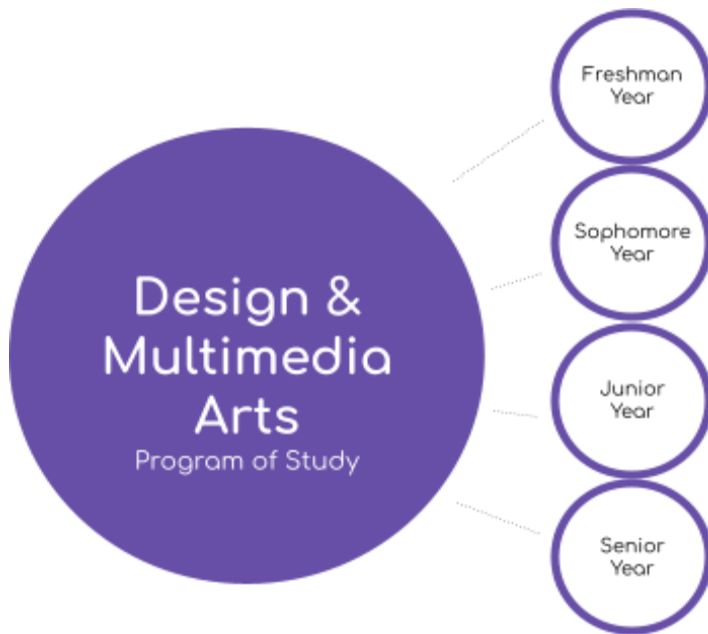 Design &
Multimedia
Arts
Program of Study
Freshman
Year
Sophomore
Year
Junior
Year
Senior
Year